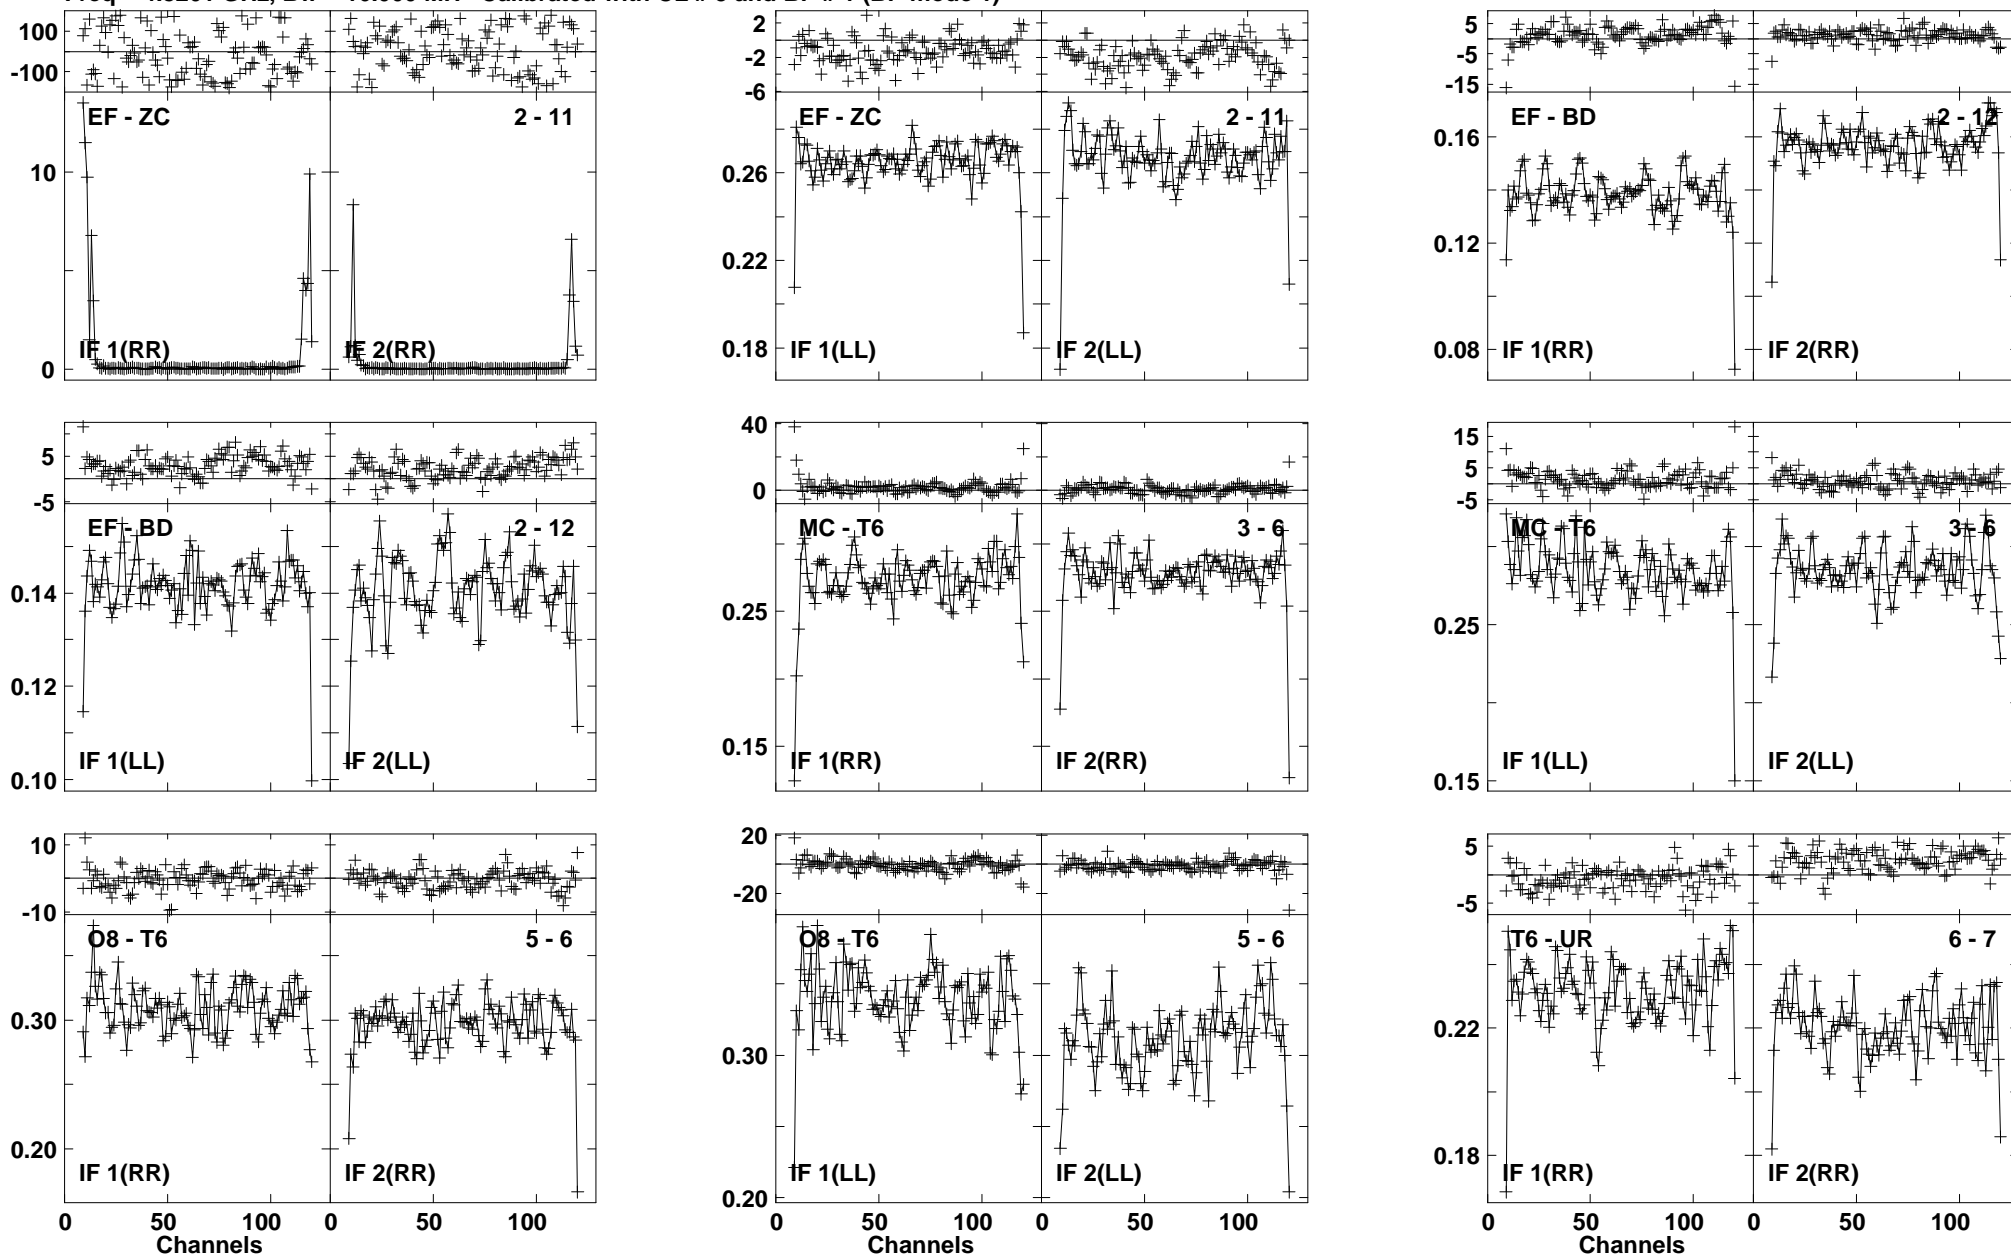 100
-100
EF - ZC 2 - 11
10
0
IF 1(RR) IF 2(RR)
2
-2
-6
EF - ZC 2 - 11
0.26
0.22
0.18
IF 1(LL) IF 2(LL)
5
-5
-15
EF - BD 2 - 12
0.16
0.12
0.08
IF 1(RR) IF 2(RR)
5
-5
EF - BD 2 - 12
0.14
0.12
0.10
IF 1(LL) IF 2(LL)
40
0
MC - T6 3 - 6
0.25
0.15
IF 1(RR) IF 2(RR)
15
5
-5
MC - T6 3 - 6
0.25
0.15
IF 1(LL) IF 2(LL)
10
-10
O8 - T6 5 - 6
0.30
0.20
IF 1(RR) IF 2(RR)
0 50 100 0 50 100
Channels
20
-20
O8 - T6 5 - 6
0.30
0.20
IF 1(LL) IF 2(LL)
0 50 100 0 50 100
Channels
5
-5
T6 - UR 6 - 7
0.22
0.18
IF 1(RR) IF 2(RR)
0 50 100 0 50 100
Channels